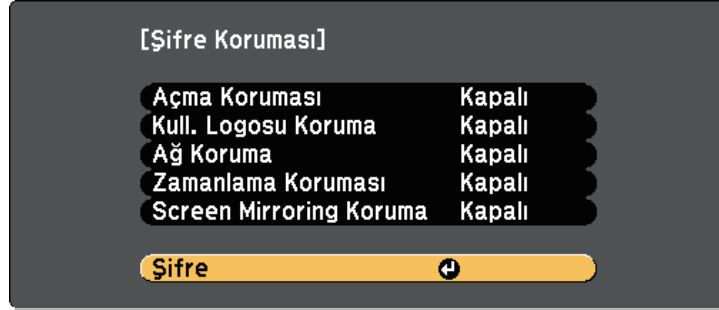 [Şifre Koruması]
Açma Koruması Kapalı
Kull. Logosu Koruma Kapalı
Ağ Koruma Kapalı
Zamanlama Koruması Kapalı
Screen Mirroring Koruma Kapalı
Şifre